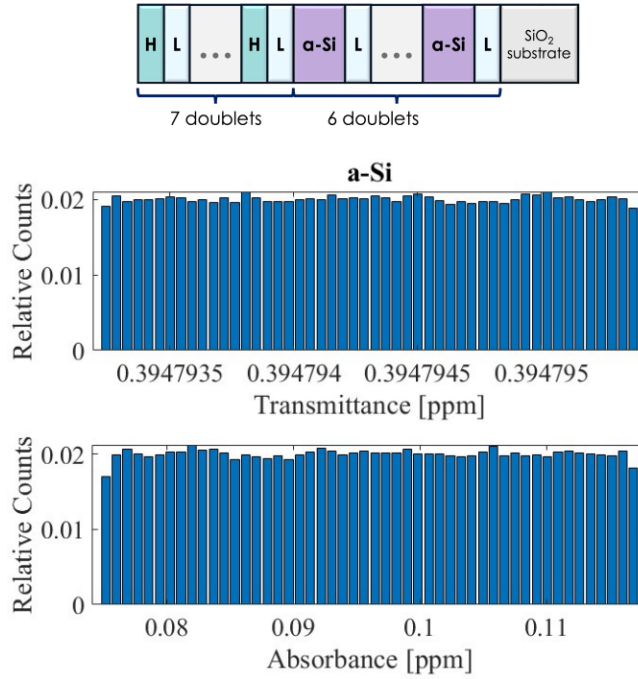 H L ... H L a-Si L ... a-Si L SiO₂
substrate
7 doublets 6 doublets
a-Si
Relative Counts
0.02
0.01
0
0.3947935 0.394794 0.3947945 0.394795
Transmittance [ppm]
Relative Counts
0.02
0.01
0
0.08 0.09 0.1 0.11
Absorbance [ppm]